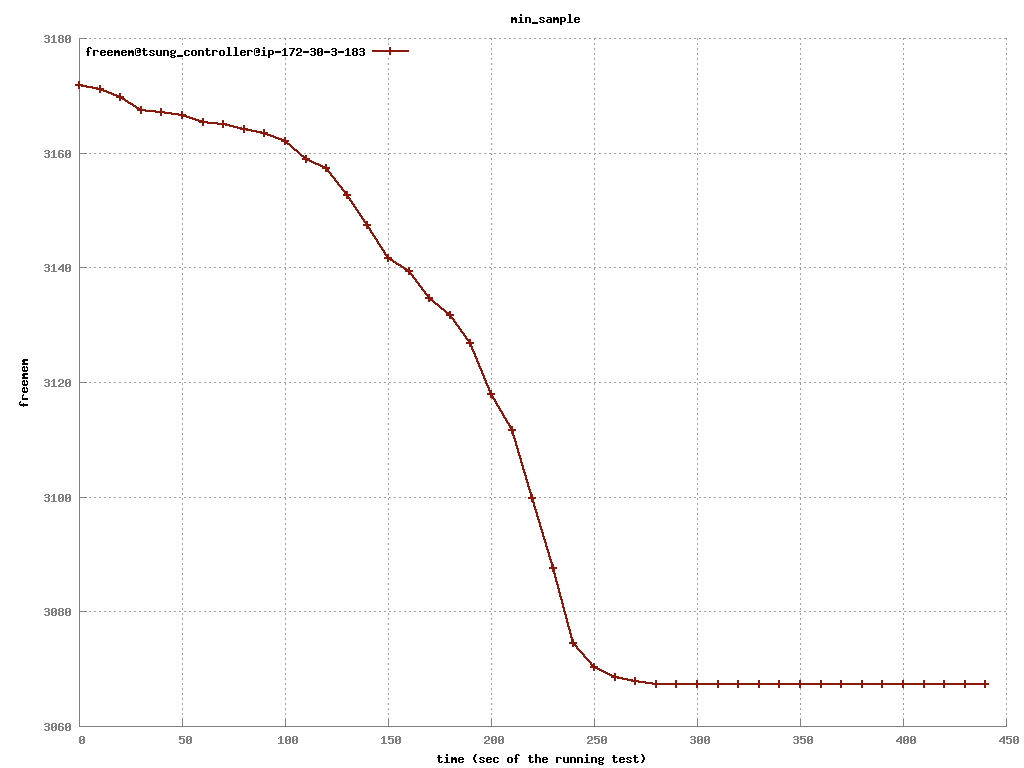 min_sample
freemem@tsung_controller@ip-172-30-3-183
3180
3160
3140
3120
3100
3080
3060
freemem
0 50 100 150 200 250 300 350 400 450
time (sec of the running test)